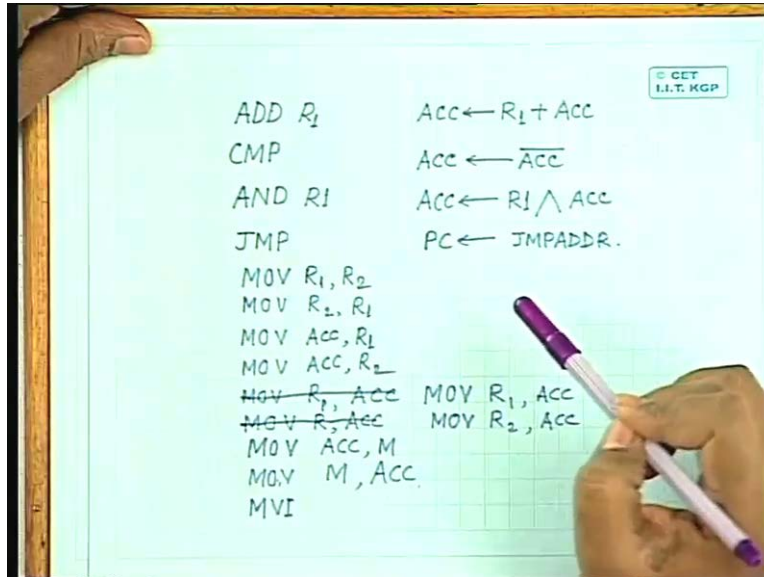 © CET
I.I.T. KGP
ADD R1 ACC ← R1 + ACC
CMP ACC ← A̅C̅C̅
AND R1 ACC ← R1 ∧ ACC
JMP PC ← JMPADDR.
MOV R1, R2
MOV R2, R1
MOV ACC, R1
MOV ACC, R2
MOV R1, ACC MOV R1, ACC
MOV R, ACC MOV R2, ACC
MOV ACC, M
MOV M, ACC
MVI